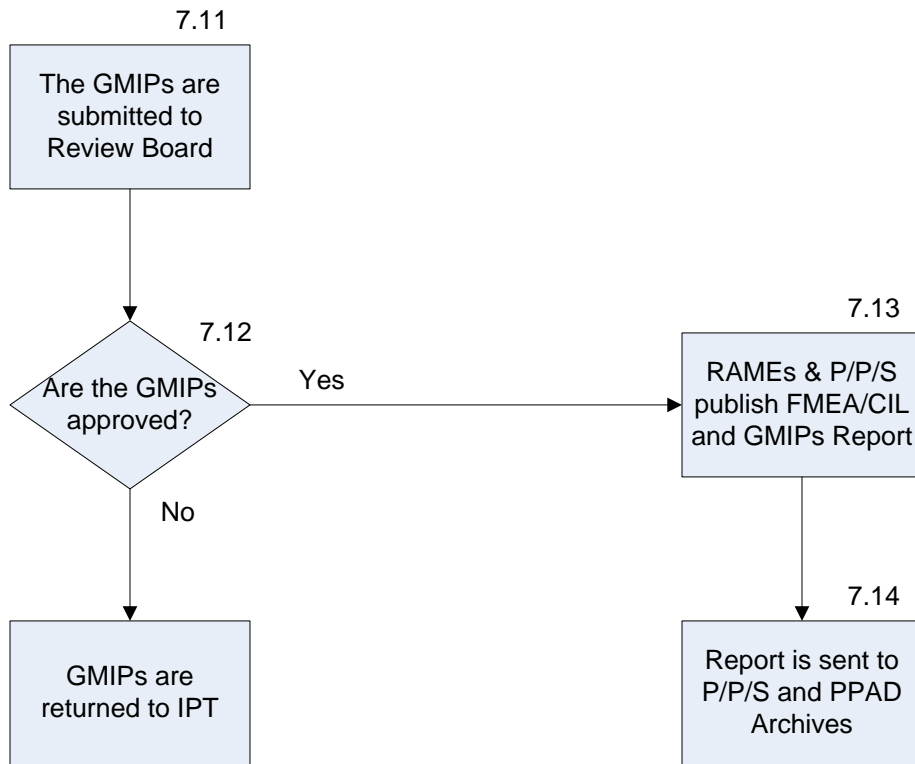 7.11
The GMIPs are
submitted to
Review Board
7.12
Are the GMIPs
approved?
Yes
No
7.13
RAMEs & P/P/S
publish FMEA/CIL
and GMIPs Report
GMIPs are
returned to IPT
7.14
Report is sent to
P/P/S and PPAD
Archives